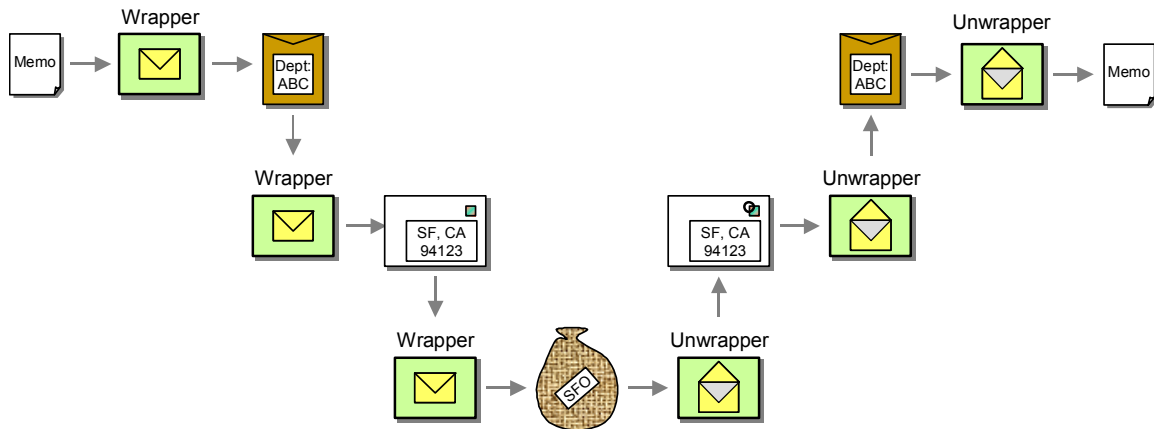 Wrapper
Unwrapper
Memo
Dept:
ABC
Dept:
ABC
Memo
Wrapper
Unwrapper
SF, CA
94123
SF, CA
94123
Wrapper
Unwrapper
SFO